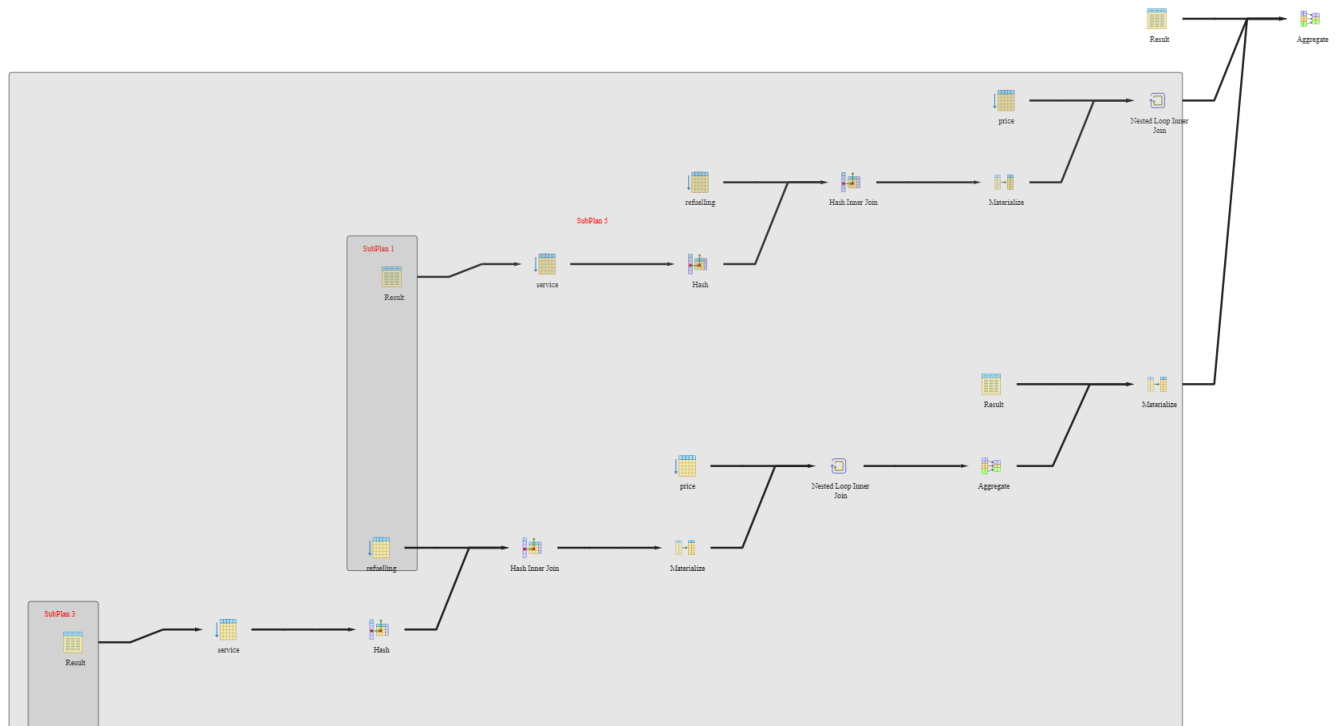 Result
Aggregate
price
Nested Loop Inner
Join
refuelling
Hash Inner Join
Materialize
SubPlan 5
SubPlan 1
Result
service
Hash
Result
Materialize
price
Nested Loop Inner
Join
Aggregate
refuelling
Hash Inner Join
Materialize
SubPlan 3
Result
service
Hash